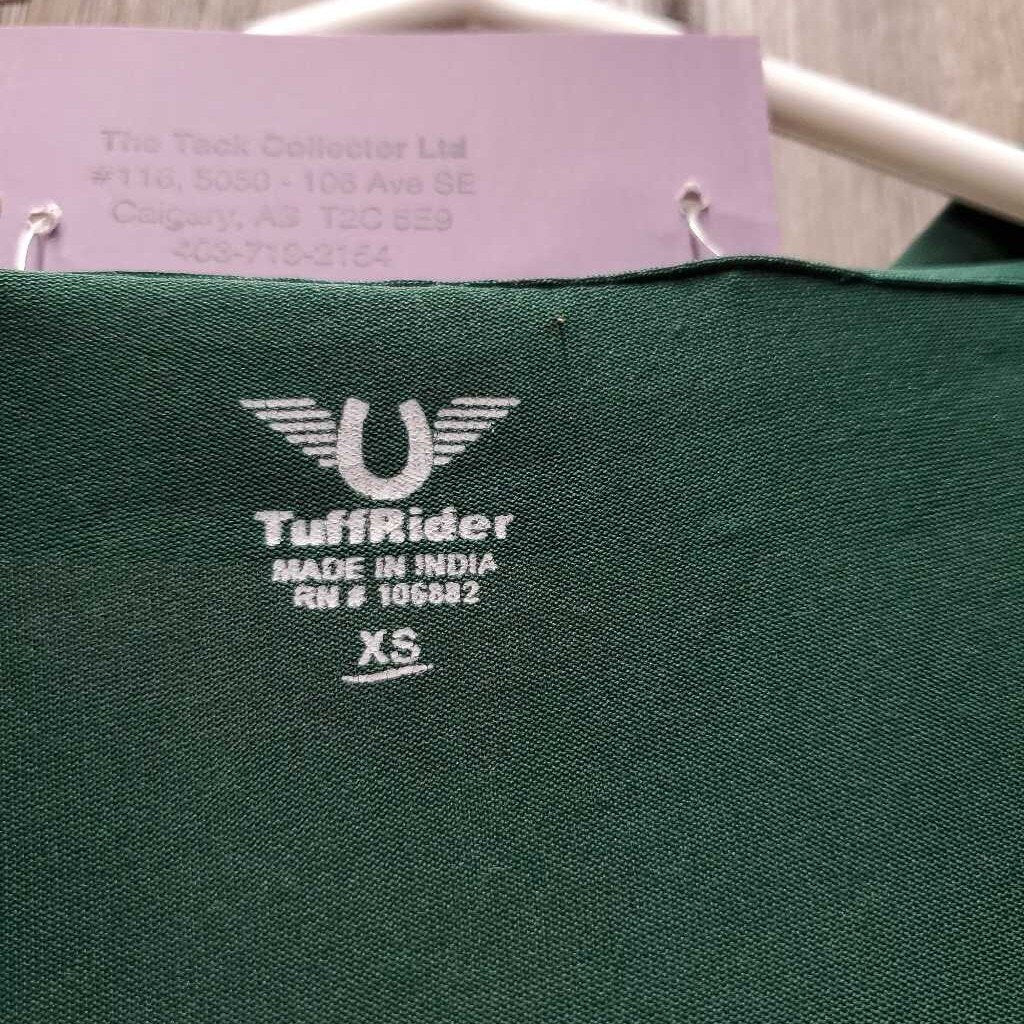 The Tack Collector Ltd
#116, 5050 - 106 Ave SE
Calgary, AB T2C 5E9
403-719-2154
TuffRider
MADE IN INDIA
RN # 106882
XS